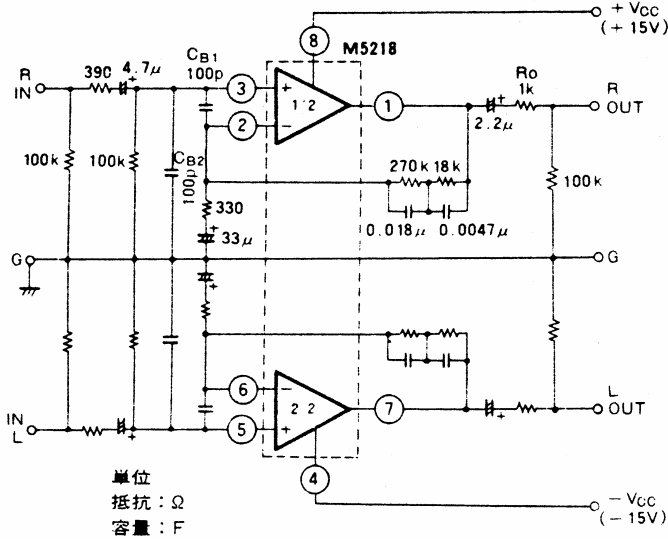 + VCC
(+ 15V)
8
M5218
CB1
100p
R
IN
390
4.7μ
+
3
+
1/2
1
2
−
+
2.2μ
Ro
1k
R
OUT
100k
100k
CB2
100p
270k
18k
100k
330
0.018μ
0.0047μ
+
33μ
G
G
+
6
−
2/2
7
5
+
+
L
OUT
IN
L
+
4
− VCC
(− 15V)
単位
抵抗：Ω
容量：F